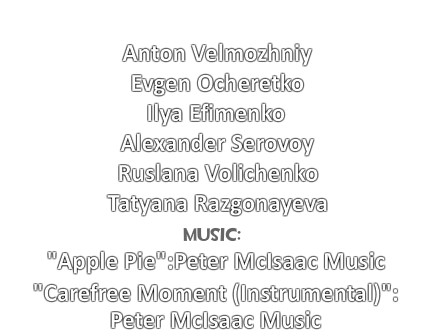 Anton Velmozhniy
Evgen Ocheretko
Ilya Efimenko
Alexander Serovoy
Ruslana Volichenko
Tatyana Razgonayeva
MUSIC:
"Apple Pie":Peter McIsaac Music
"Carefree Moment (Instrumental)":
Peter McIsaac Music